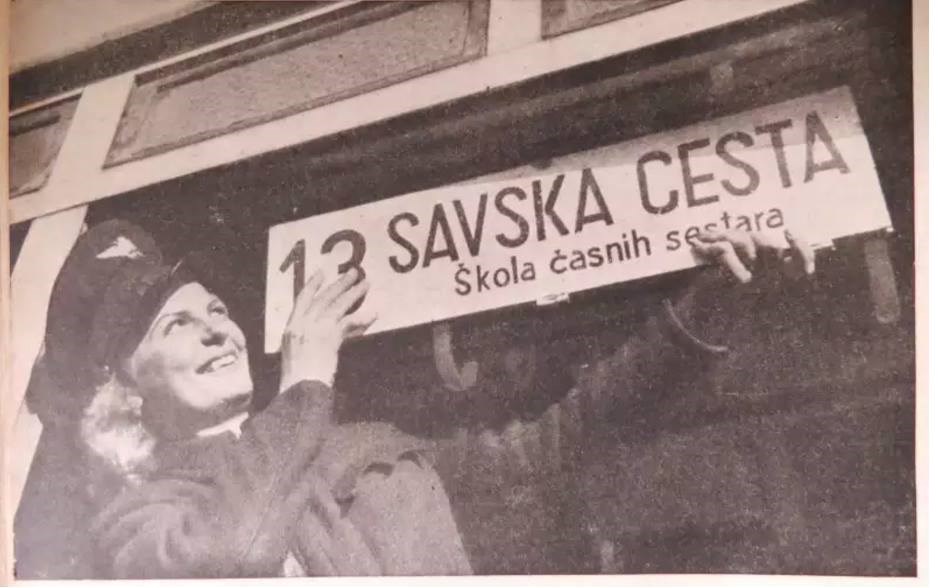 13 SAVSKA CESTA
Škola časnih sestara